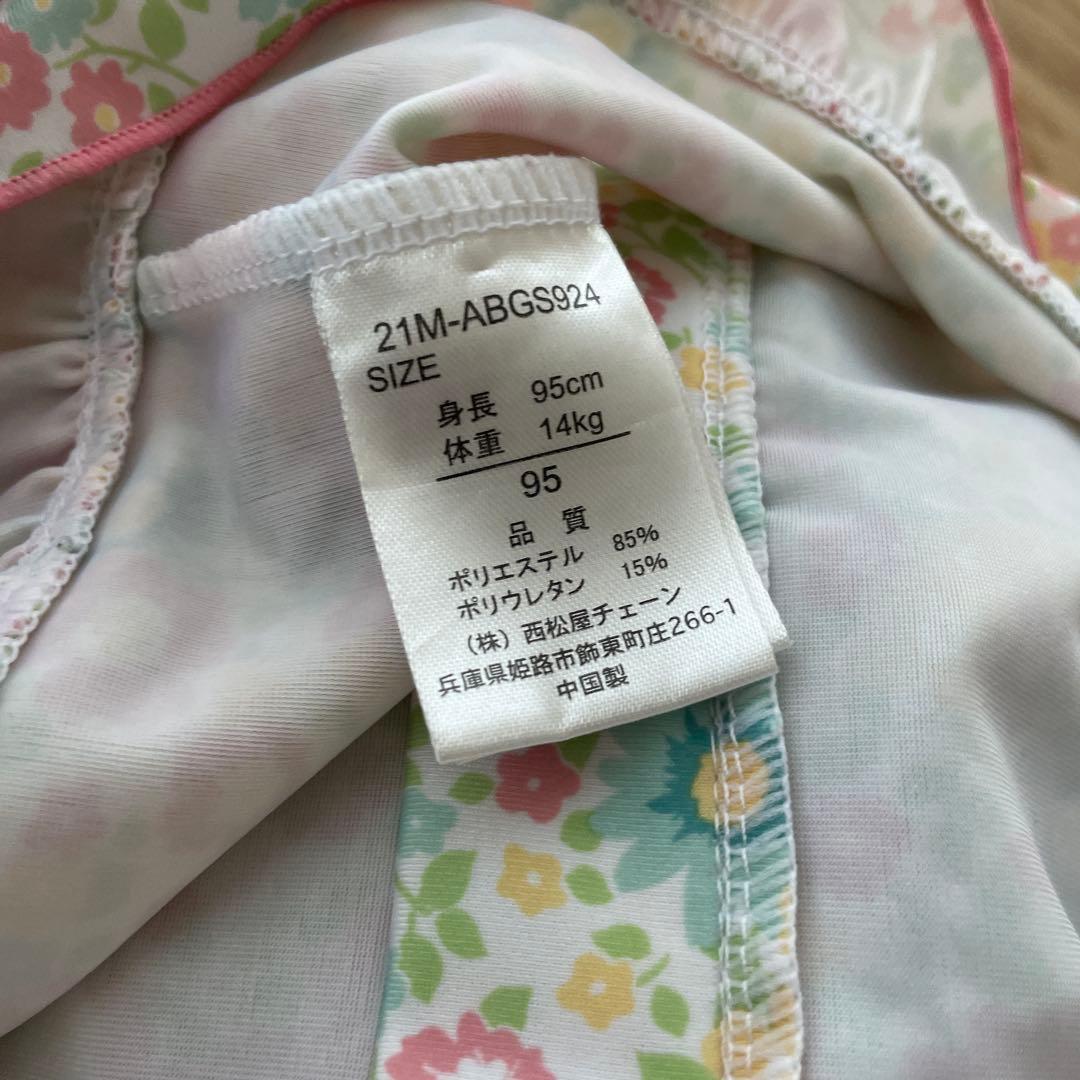 21M-ABGS924
SIZE
身長 95cm
体重 14kg
95
品質
ポリエステル 85%
ポリウレタン 15%
(株) 西松屋チェーン
兵庫県姫路市飾東町庄266-1
中国製